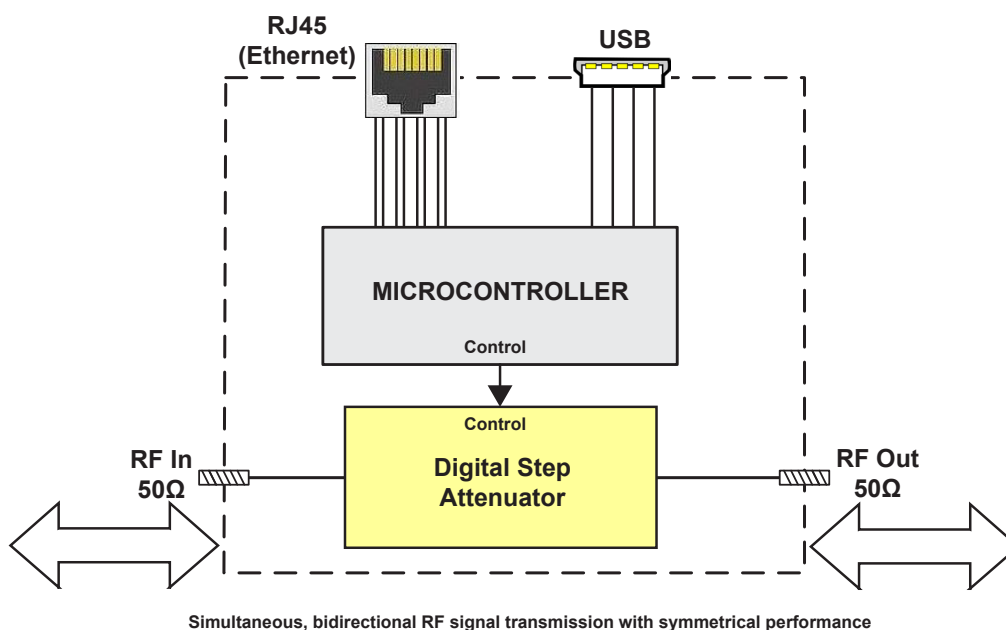 RJ45
(Ethernet)
USB
MICROCONTROLLER
Control
Control
Digital Step
Attenuator
RF In
50Ω
RF Out
50Ω
Simultaneous, bidirectional RF signal transmission with symmetrical performance